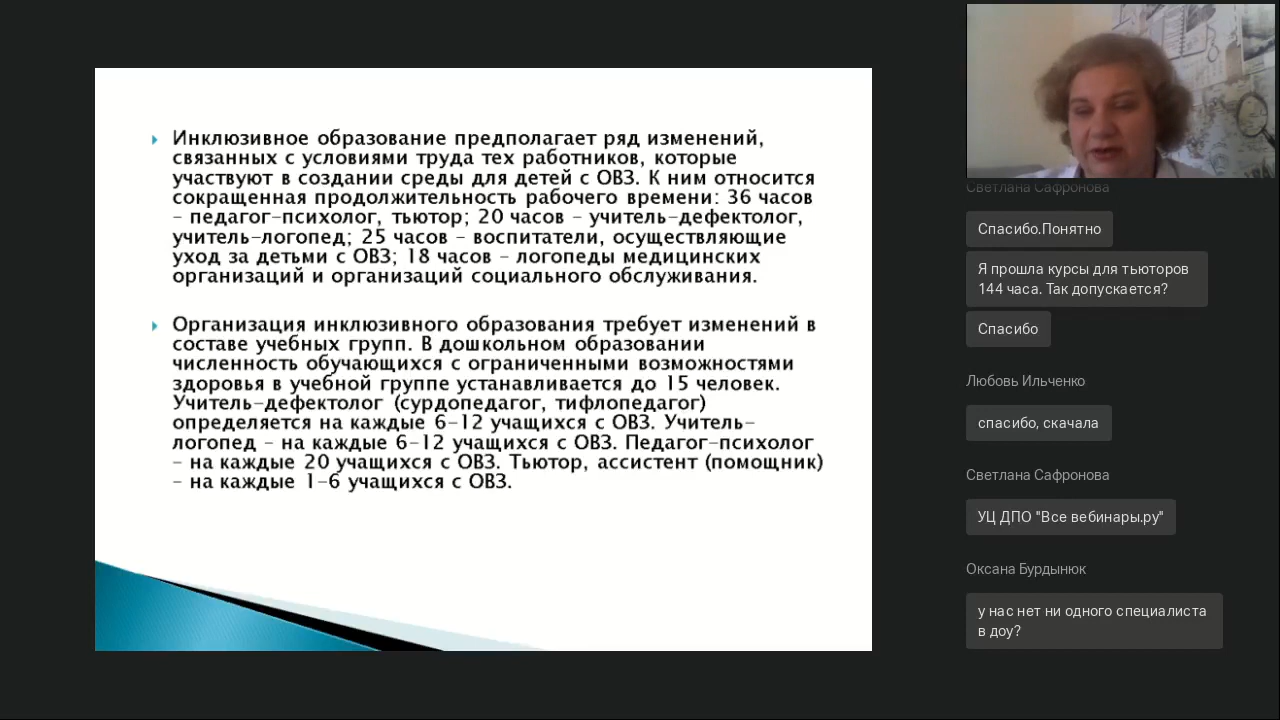 Инклюзивное образование предполагает ряд изменений,
связанных с условиями труда тех работников, которые
участвуют в создании среды для детей с ОВЗ. К ним относится
сокращенная продолжительность рабочего времени: 36 часов
– педагог-психолог, тьютор; 20 часов – учитель-дефектолог,
учитель-логопед; 25 часов – воспитатели, осуществляющие
уход за детьми с ОВЗ; 18 часов – логопеды медицинских
организаций и организаций социального обслуживания.
Организация инклюзивного образования требует изменений в
составе учебных групп. В дошкольном образовании
численность обучающихся с ограниченными возможностями
здоровья в учебной группе устанавливается до 15 человек.
Учитель-дефектолог (сурдопедагог, тифлопедагог)
определяется на каждые 6-12 учащихся с ОВЗ. Учитель-
логопед – на каждые 6-12 учащихся с ОВЗ. Педагог-психолог
– на каждые 20 учащихся с ОВЗ. Тьютор, ассистент (помощник)
– на каждые 1-6 учащихся с ОВЗ.
Светлана Сафронова
Спасибо.Понятно
Я прошла курсы для тьюторов
144 часа. Так допускается?
Спасибо
Любовь Ильченко
спасибо, скачала
Светлана Сафронова
УЦ ДПО "Все вебинары.ру"
Оксана Бурдынюк
у нас нет ни одного специалиста
в доу?